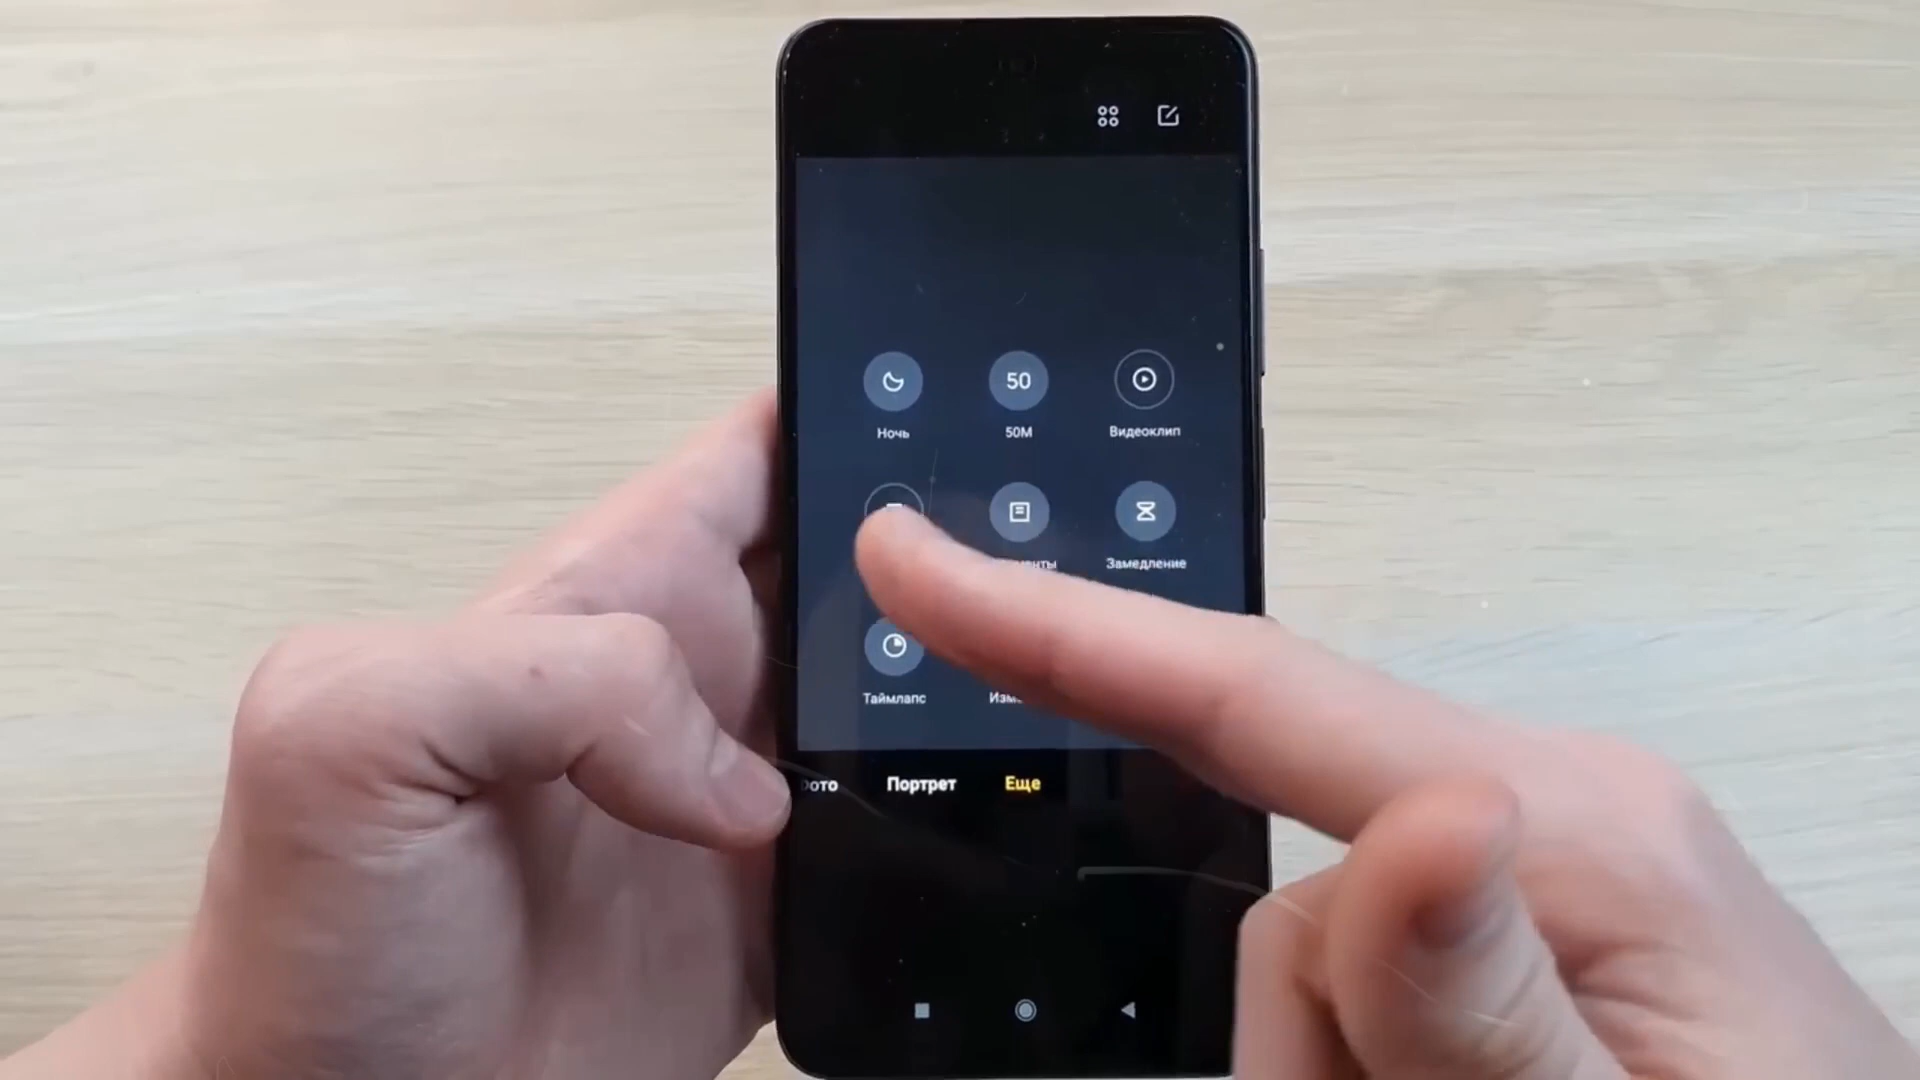 50
Ночь
50M
Видеоклип
Замедление
Таймлапс
Портрет
Еще